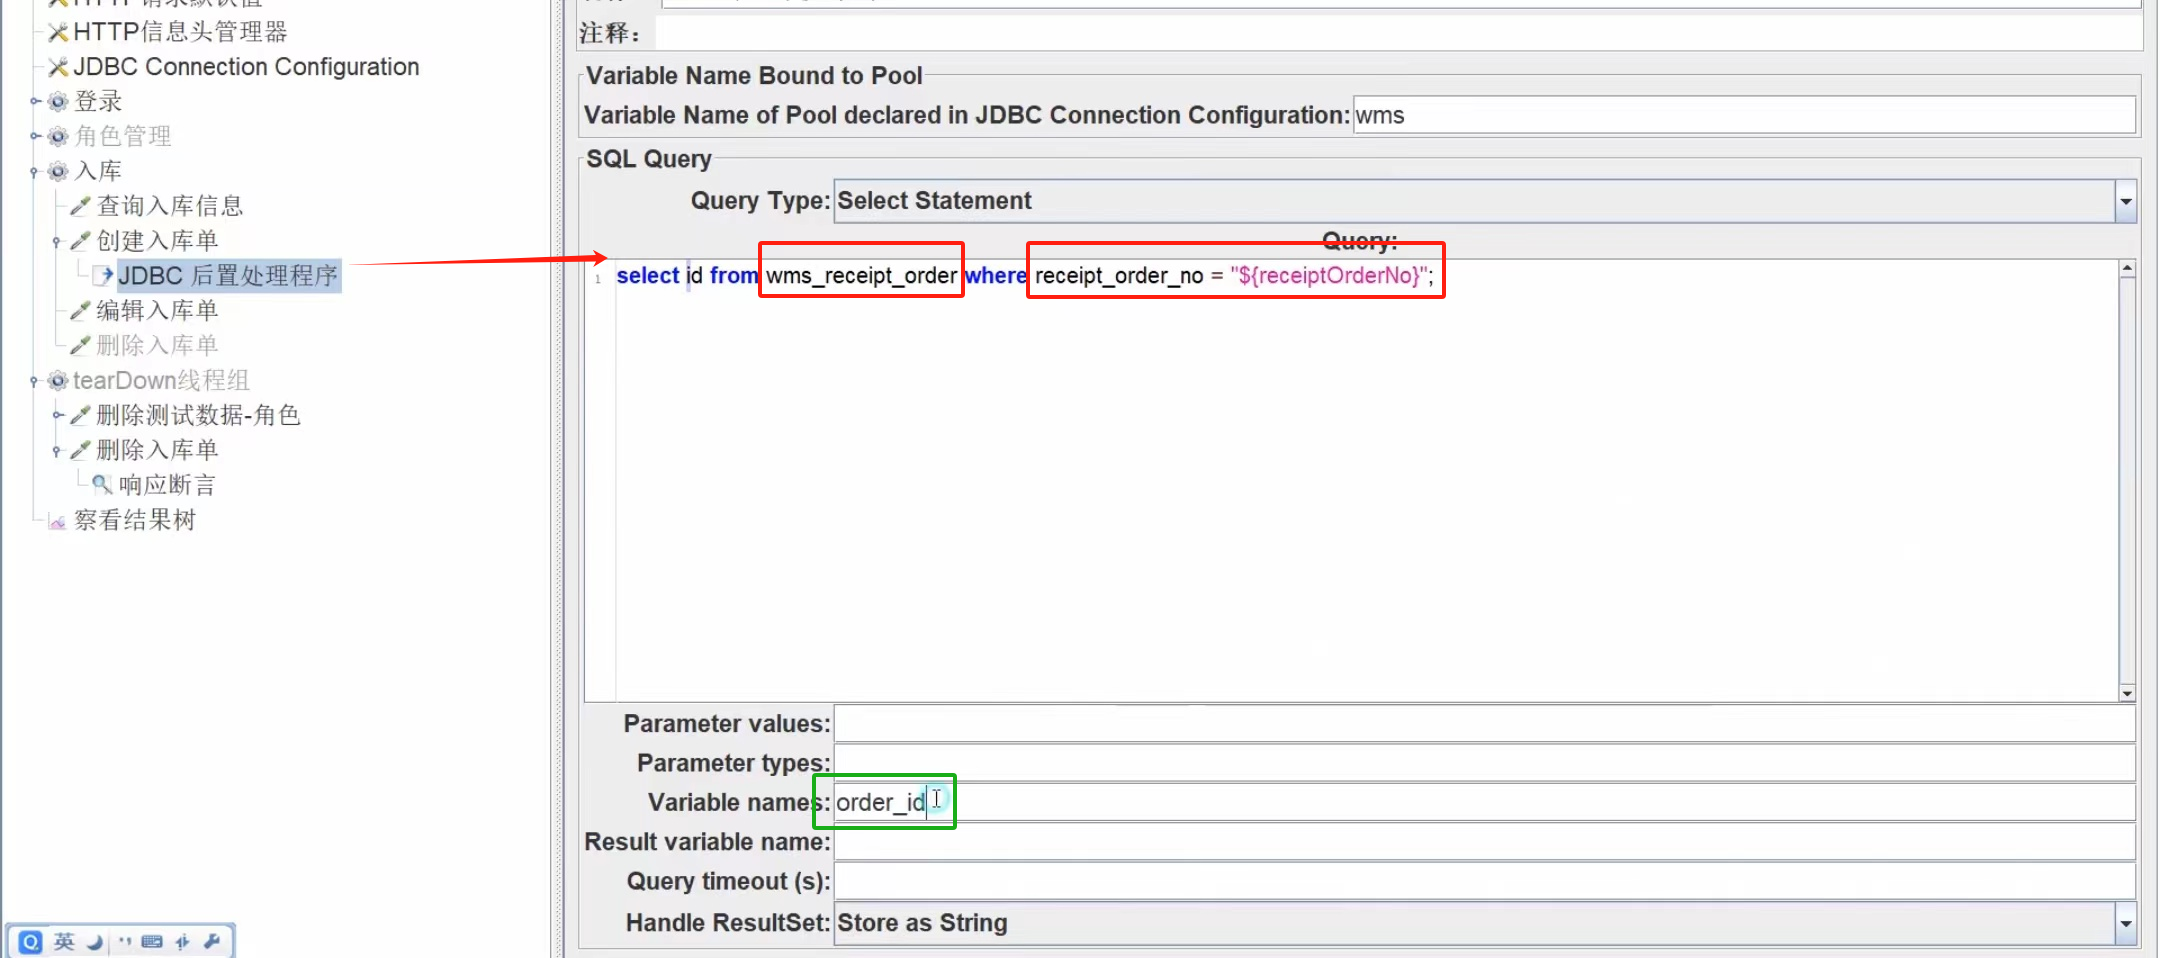 HTTP信息头管理器
JDBC Connection Configuration
登录
角色管理
入库
查询入库信息
创建入库单
JDBC 后置处理程序
编辑入库单
删除入库单
tearDown线程组
删除测试数据-角色
删除入库单
响应断言
察看结果树
英
注释：
Variable Name Bound to Pool
Variable Name of Pool declared in JDBC Connection Configuration: wms
SQL Query
Query Type: Select Statement
Query:
1 select id from wms_receipt_order where receipt_order_no = "${receiptOrderNo}";
Parameter values:
Parameter types:
Variable names: order_id
Result variable name:
Query timeout (s):
Handle ResultSet: Store as String